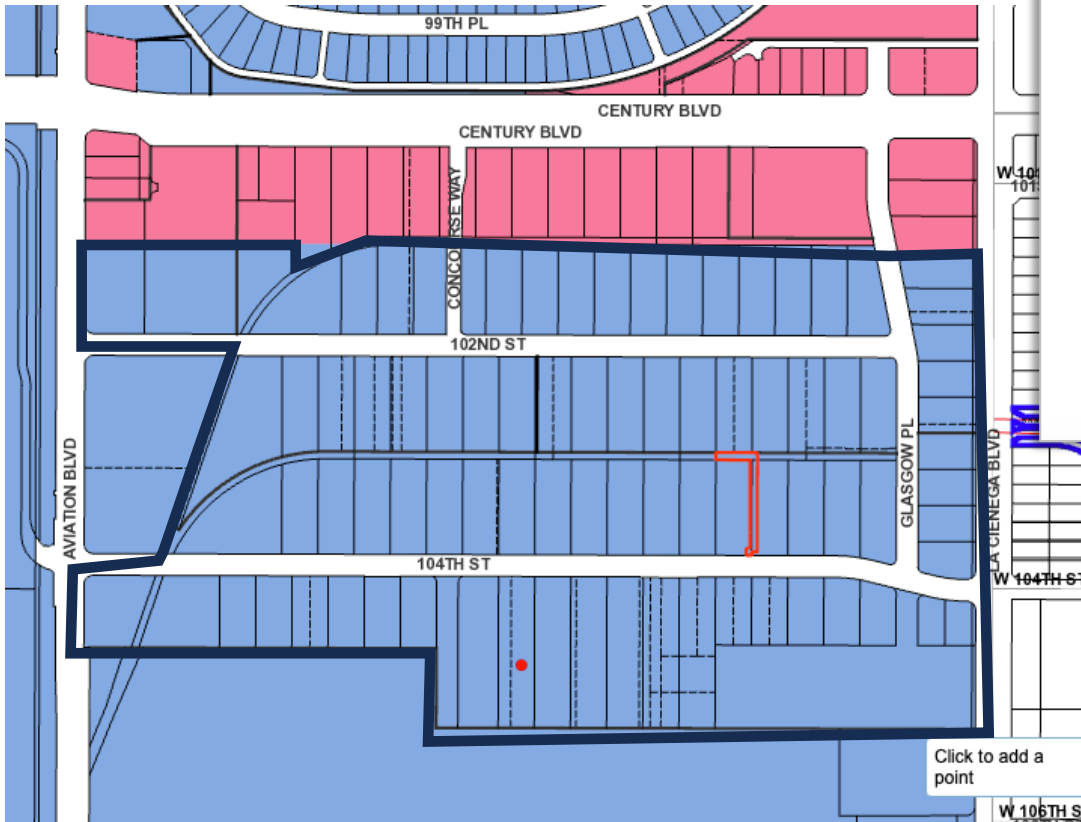 99TH PL
CENTURY BLVD
CENTURY BLVD
CONCOURSE WAY
102ND ST
AVIATION BLVD
GLASGOW PL
LA CIENEGA BLVD
104TH ST
W 104TH ST
Click to add a
point
W 106TH S